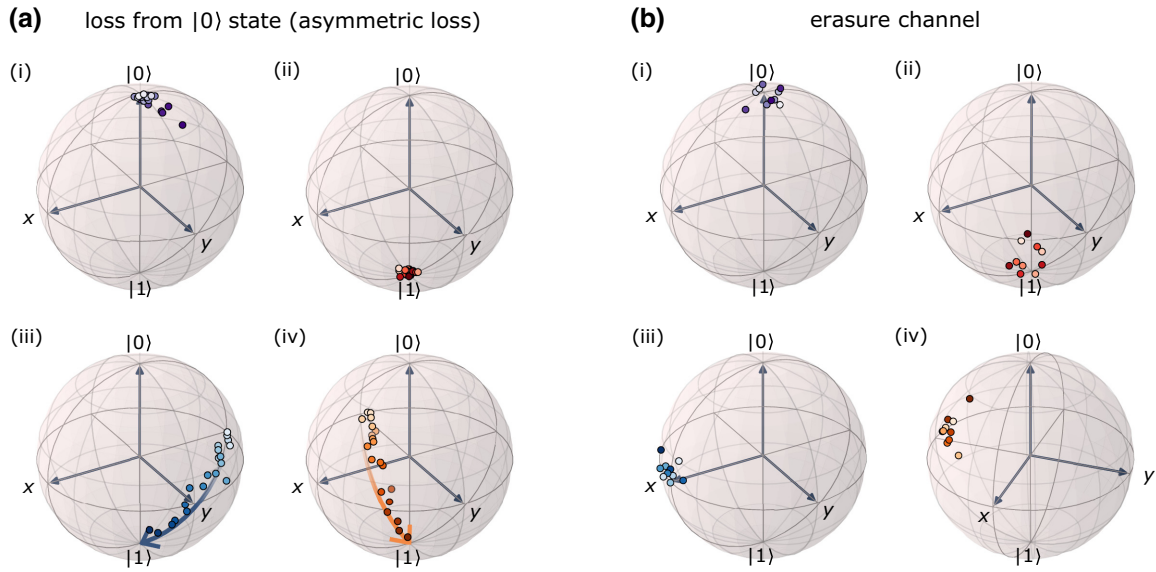 (a) loss from |0⟩ state (asymmetric loss)
(i)
|0⟩
x
y
|1⟩
(ii)
|0⟩
x
y
|1⟩
(iii)
|0⟩
x
y
|1⟩
(iv)
|0⟩
x
y
|1⟩
(b) erasure channel
(i)
|0⟩
x
y
|1⟩
(ii)
|0⟩
x
y
|1⟩
(iii)
|0⟩
x
y
|1⟩
(iv)
|0⟩
x
y
|1⟩